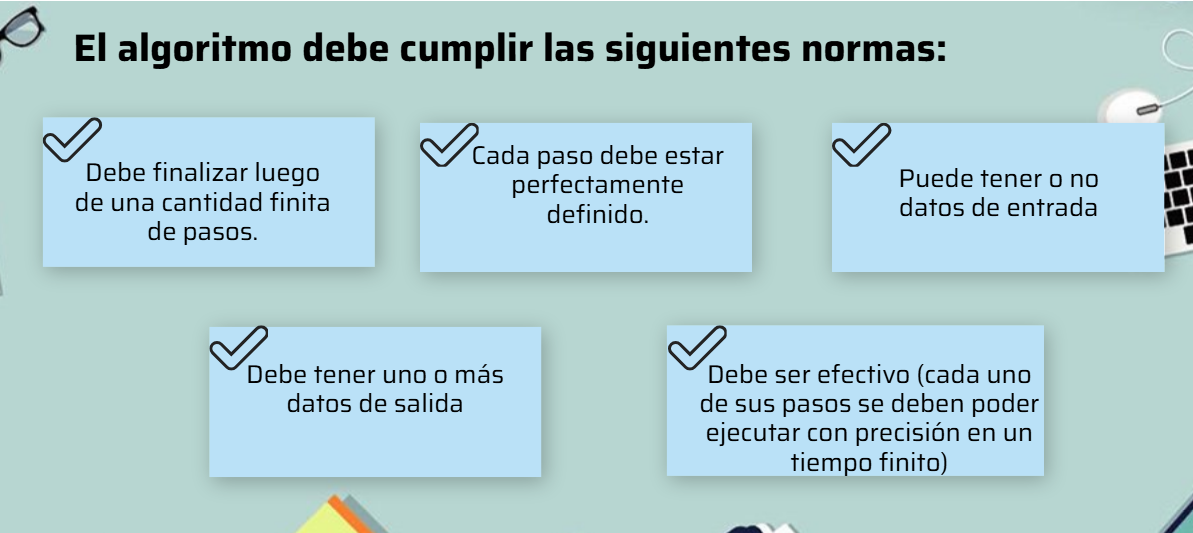 El algoritmo debe cumplir las siguientes normas:
Debe finalizar luego
de una cantidad finita
de pasos.
Cada paso debe estar
perfectamente
definido.
Puede tener o no
datos de entrada
Debe tener uno o más
datos de salida
Debe ser efectivo (cada uno
de sus pasos se deben poder
ejecutar con precisión en un
tiempo finito)